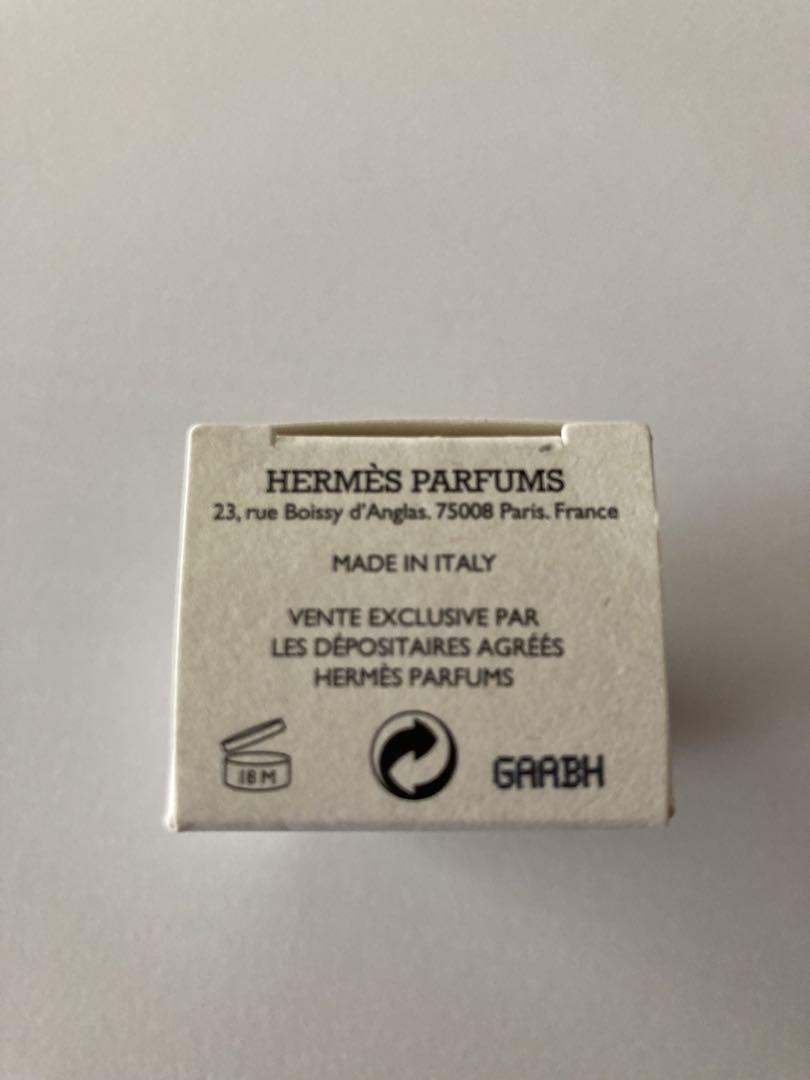 HERMÈS PARFUMS
23, rue Boissy d'Anglas. 75008 Paris. France
MADE IN ITALY
VENTE EXCLUSIVE PAR
LES DÉPOSITAIRES AGRÉÉS
HERMÈS PARFUMS
18 M
GAABH